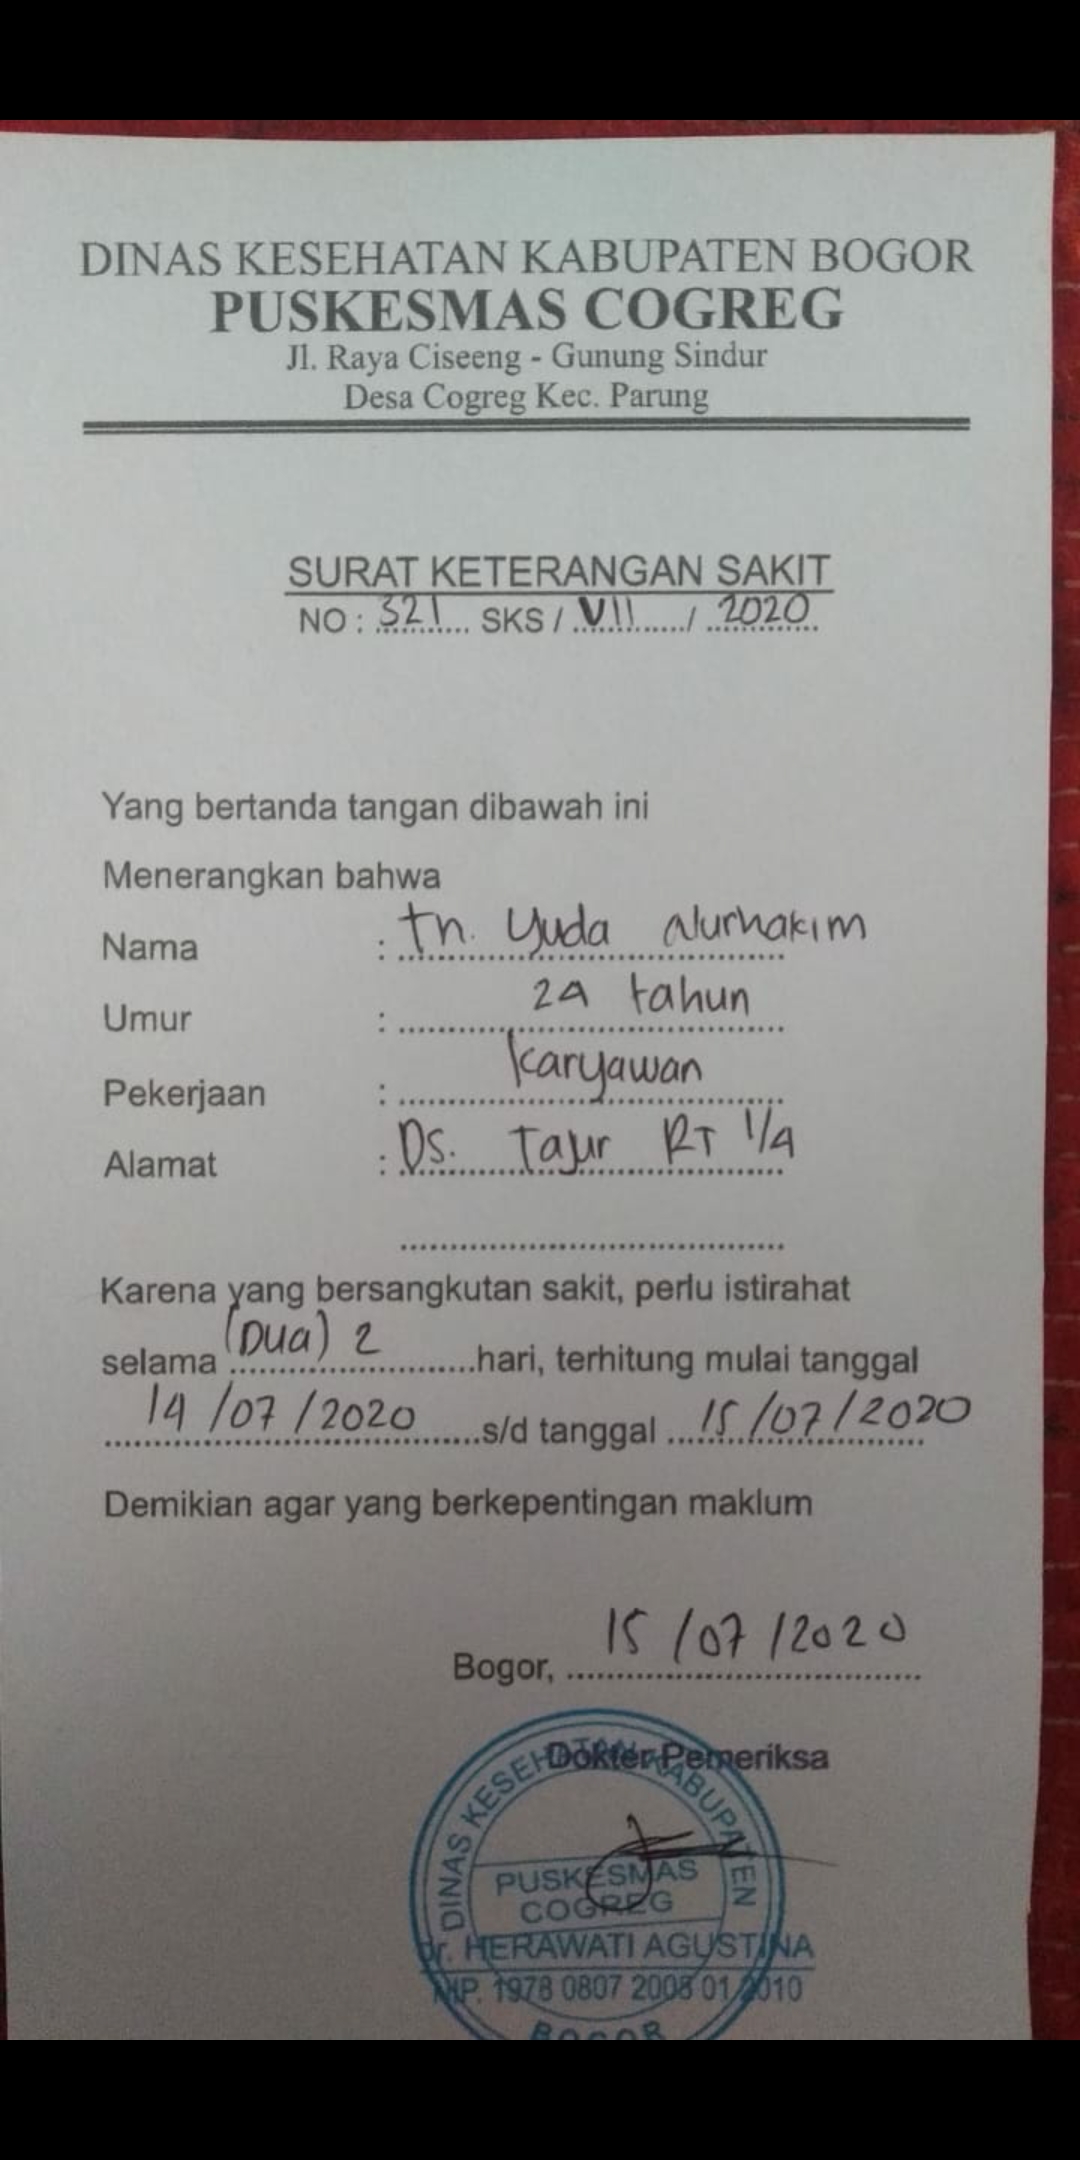 DINAS KESEHATAN KABUPATEN BOGOR
PUSKESMAS COGREG
Jl. Raya Ciseeng - Gunung Sindur
Desa Cogreg Kec. Parung
SURAT KETERANGAN SAKIT
NO : 321 SKS / VII / 2020
Yang bertanda tangan dibawah ini
Menerangkan bahwa
Nama : tn. Yuda Nurhakim
Umur : 24 tahun
Pekerjaan : Karyawan
Alamat : Ds. Tajur RT 1/4
Karena yang bersangkutan sakit, perlu istirahat
selama (Dua) 2 hari, terhitung mulai tanggal
14/07/2020 s/d tanggal 15/07/2020
Demikian agar yang berkepentingan maklum
Bogor, 15/07/2020
Dokter Pemeriksa
DINAS KESEHATAN KABUPATEN
PUSKESMAS
COGREG
dr. HERAWATI AGUSTINA
NIP. 1978 0807 2008 01 2010
BOGOR